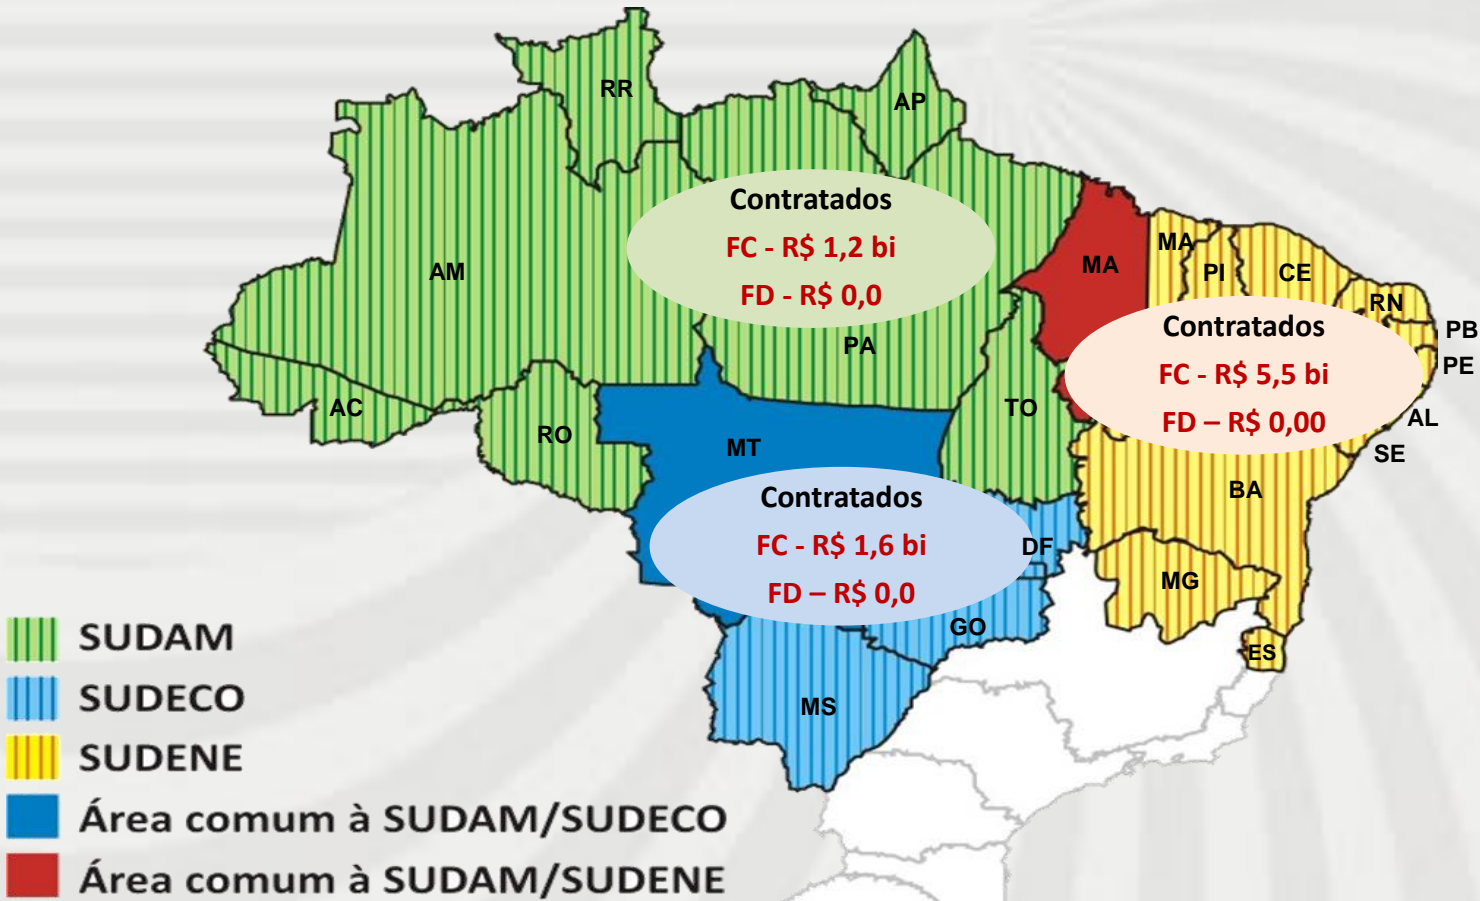 RR
AP
Contratados
FC - R$ 1,2 bi
FD - R$ 0,0
AM
MA
MA
PI
CE
RN
PB
PE
AL
SE
Contratados
FC - R$ 5,5 bi
FD – R$ 0,00
PA
AC
RO
TO
MT
BA
Contratados
FC - R$ 1,6 bi
FD – R$ 0,0
DF
MG
GO
ES
MS
SUDAM
SUDECO
SUDENE
Área comum à SUDAM/SUDECO
Área comum à SUDAM/SUDENE